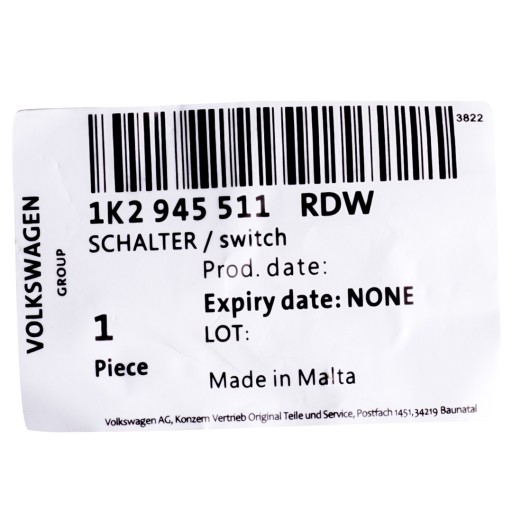 3822
1K2 945 511 RDW
SCHALTER / switch
Prod. date:
Expiry date: NONE
LOT:
1
Piece
Made in Malta
VOLKSWAGEN
GROUP
Volkswagen AG, Konzern Vertrieb Original Teile und Service, Postfach 1451, 34219 Baunatal